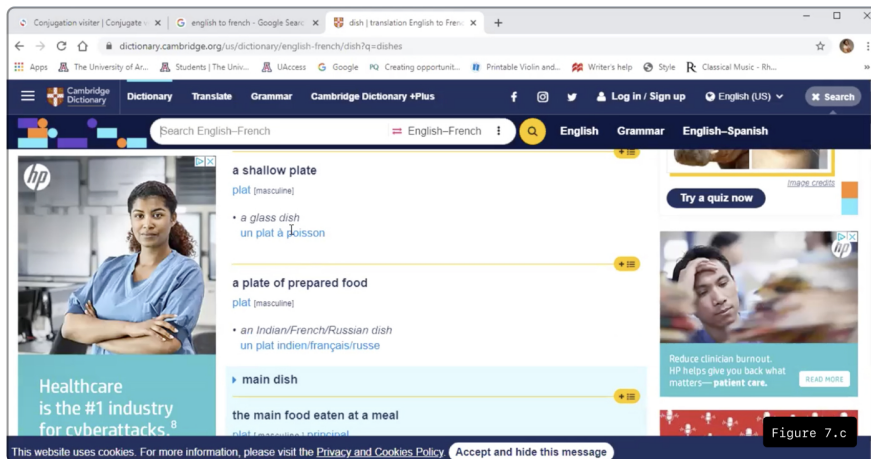 Conjugation visiter | Conjugate
english to french - Google Searc
dish | translation English to Fren
dictionary.cambridge.org/us/dictionary/english-french/dish?q=dishes
Apps The University of Ar... Students | The Univ... UAccess Google Creating opportunit... Printable Violin and... Writer's help Style Classical Music - Rh...
Cambridge Dictionary
Dictionary Translate Grammar Cambridge Dictionary +Plus Log in / Sign up English (US) Search
Search English–French English–French English Grammar English–Spanish
hp
a shallow plate
plat [masculine]
• a glass dish
un plat à poisson
a plate of prepared food
plat [masculine]
• an Indian/French/Russian dish
un plat indien/français/russe
main dish
the main food eaten at a meal
plat [masculine] principal
Healthcare
is the #1 industry
for cyberattacks.8
Image credits
Try a quiz now
hp
Reduce clinician burnout.
HP helps give you back what
matters—patient care.
READ MORE
Figure 7.c
This website uses cookies. For more information, please visit the Privacy and Cookies Policy. Accept and hide this message